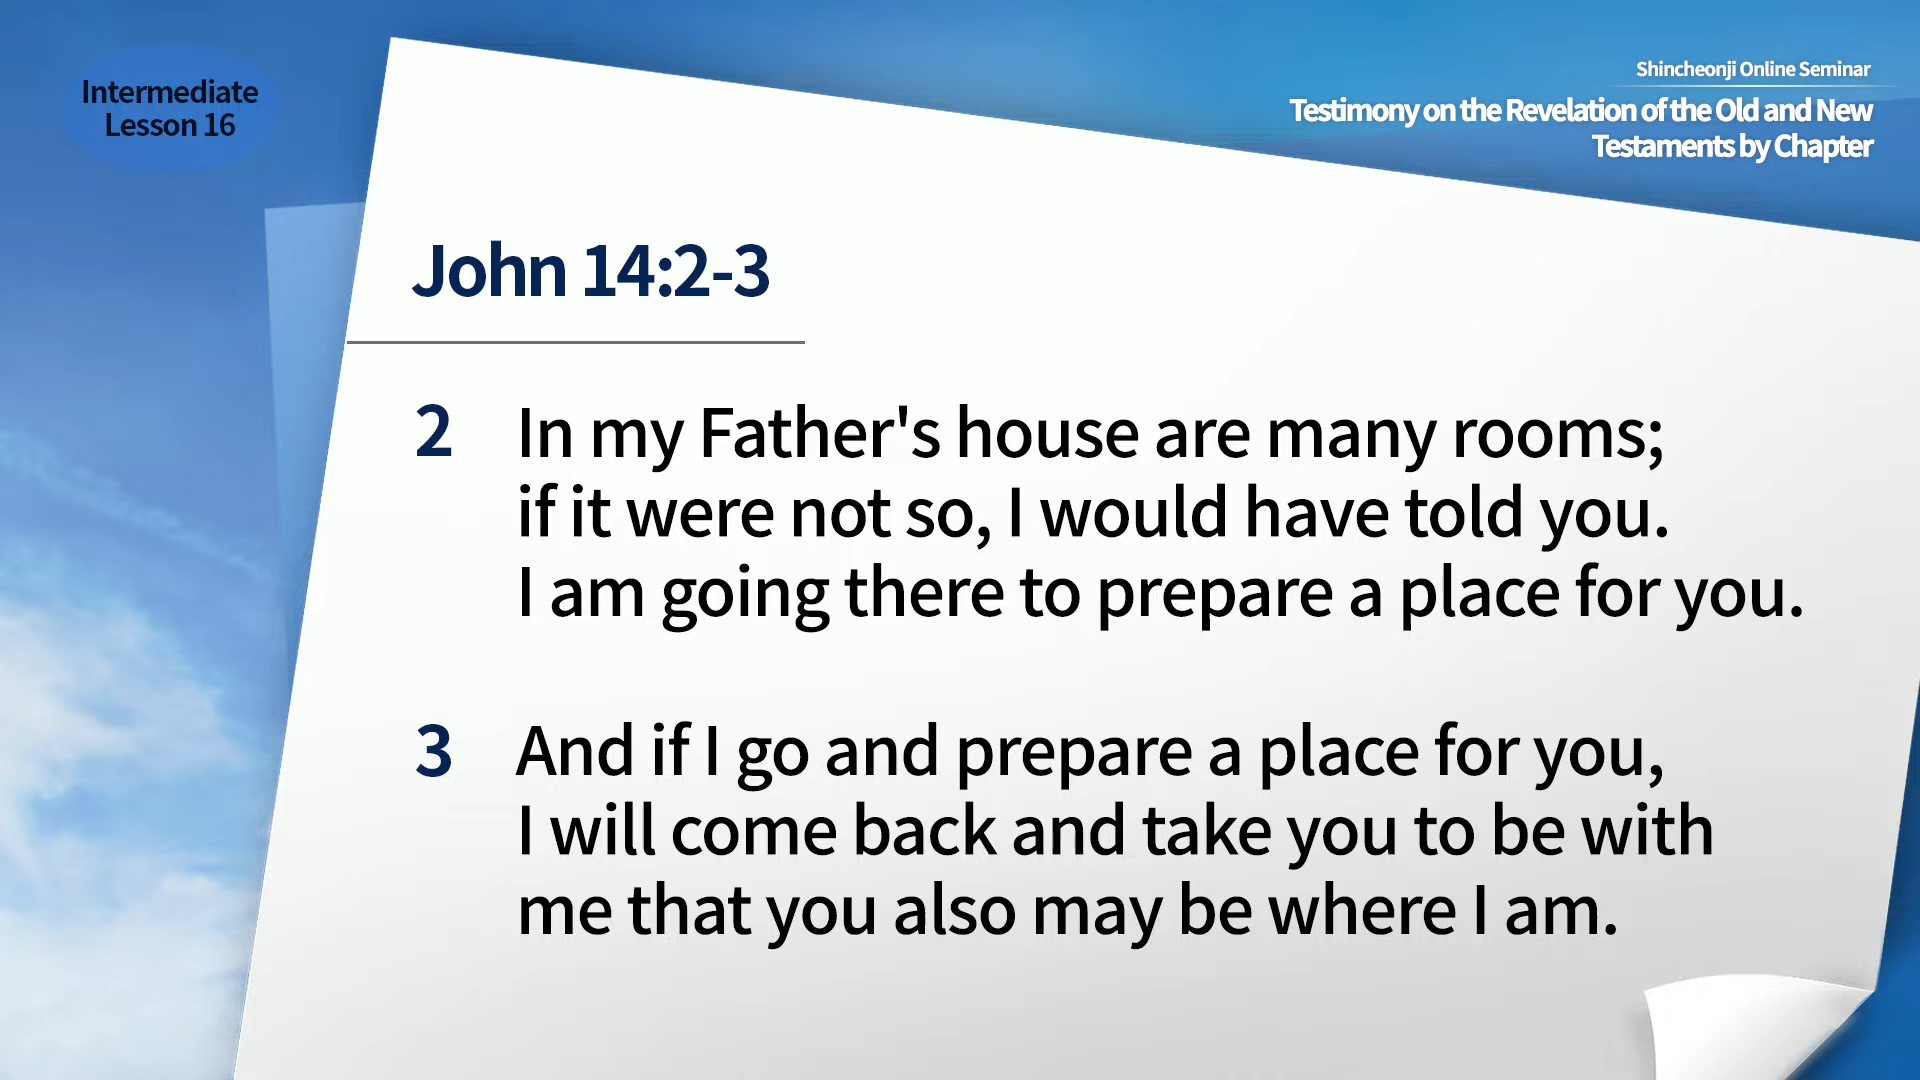 Intermediate
Lesson 16
Shincheonji Online Seminar
Testimony on the Revelation of the Old and New
Testaments by Chapter
John 14:2-3
2 In my Father's house are many rooms;
if it were not so, I would have told you.
I am going there to prepare a place for you.
3 And if I go and prepare a place for you,
I will come back and take you to be with
me that you also may be where I am.